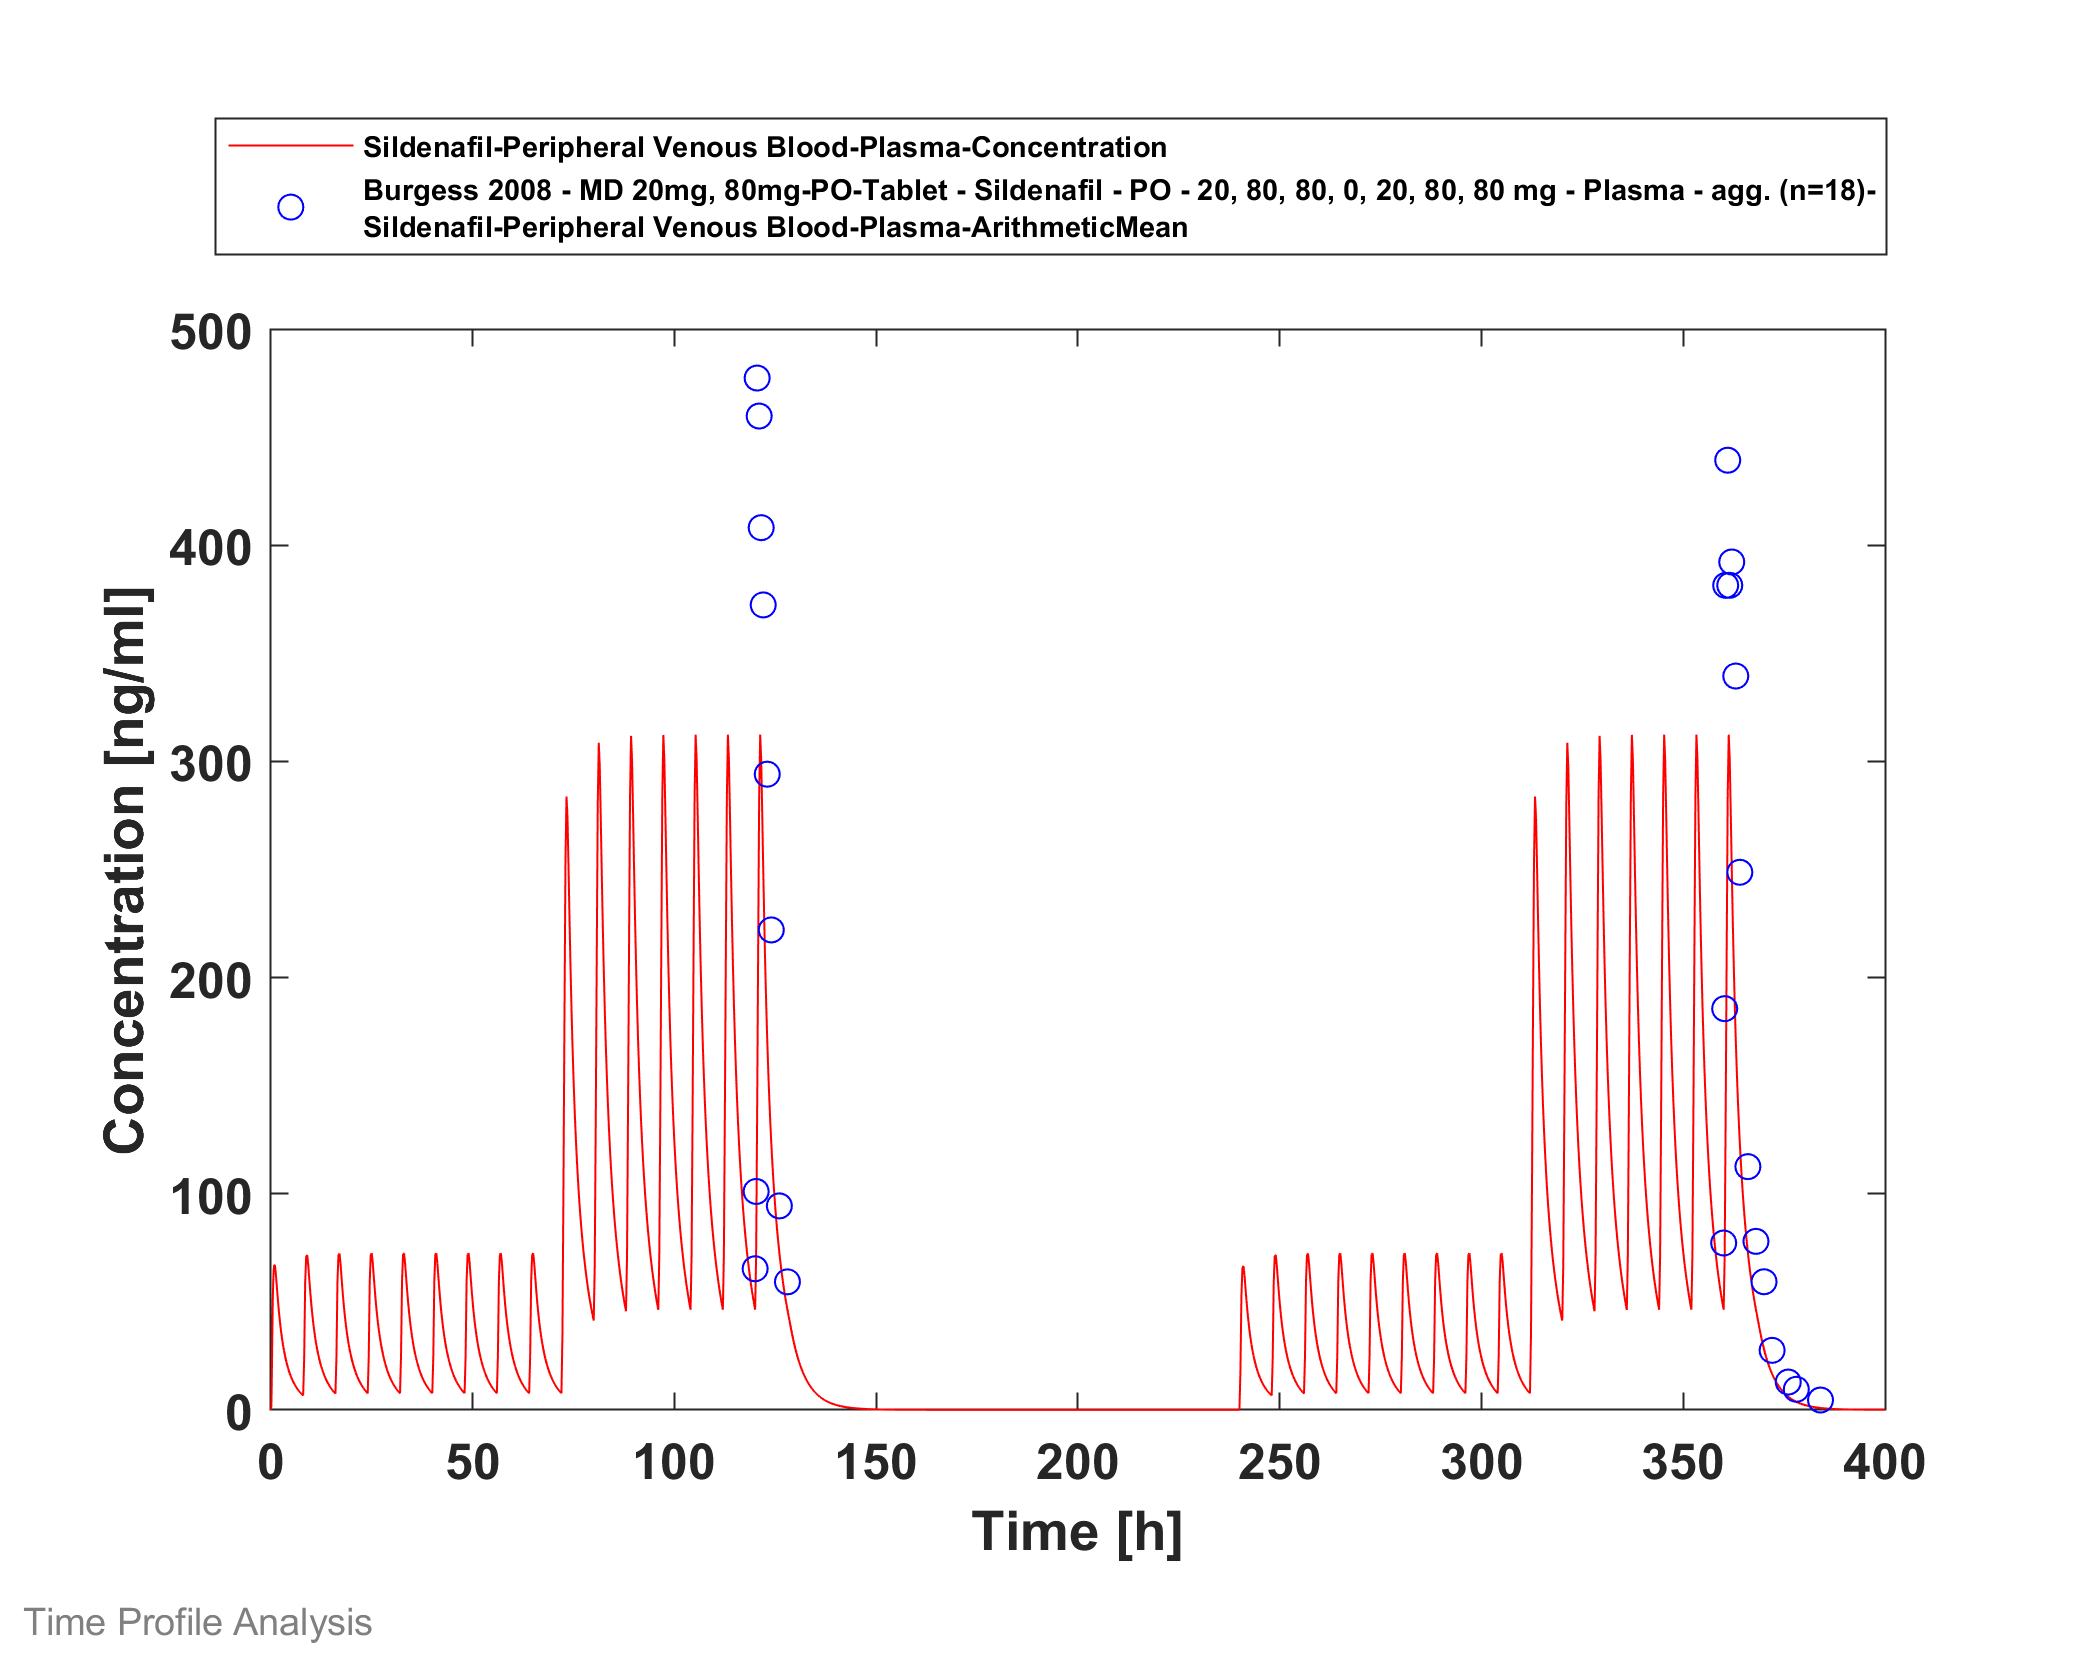 Sildenafil-Peripheral Venous Blood-Plasma-Concentration
Burgess 2008 - MD 20mg, 80mg-PO-Tablet - Sildenafil - PO - 20, 80, 80, 0, 20, 80, 80 mg - Plasma - agg. (n=18)-
Sildenafil-Peripheral Venous Blood-Plasma-ArithmeticMean
500
400
300
200
100
0
Concentration [ng/ml]
0 50 100 150 200 250 300 350 400
Time [h]
Time Profile Analysis